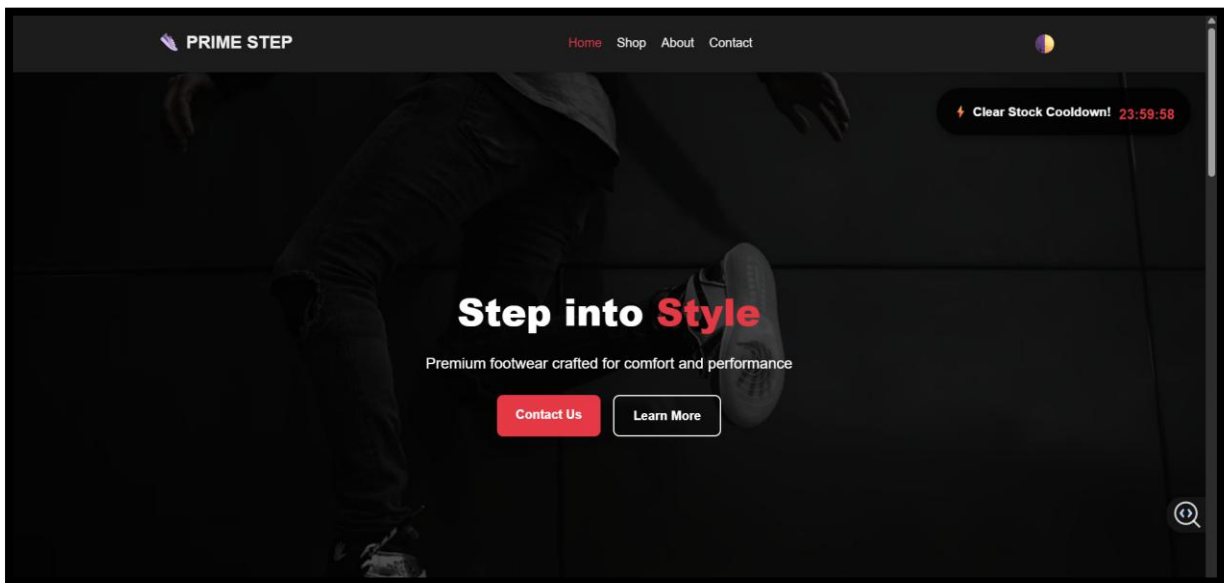 PRIME STEP
Home Shop About Contact
Clear Stock Cooldown! 23:59:58
Step into Style
Premium footwear crafted for comfort and performance
Contact Us Learn More